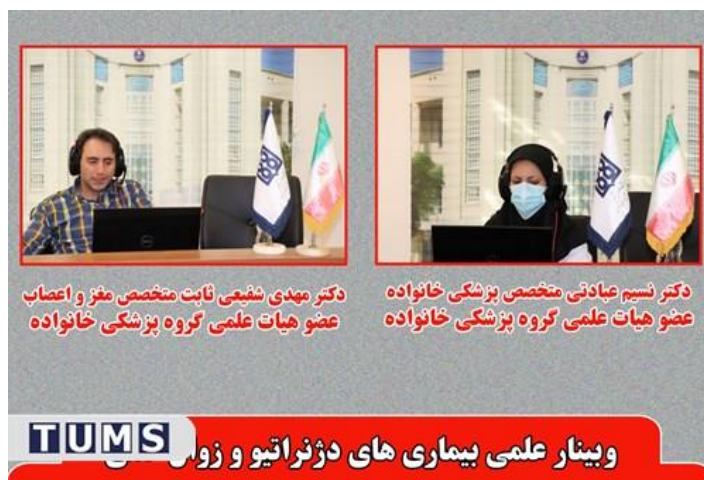 دکتر نسیم عبادتی متخصص پزشکی خانواده
عضو هیات علمی گروه پزشکی خانواده
دکتر مهدی شفیعی ثابت متخصص مغز و اعصاب
عضو هیات علمی گروه پزشکی خانواده
وبینار علمی بیماری های دژنراتیو و
TUMS